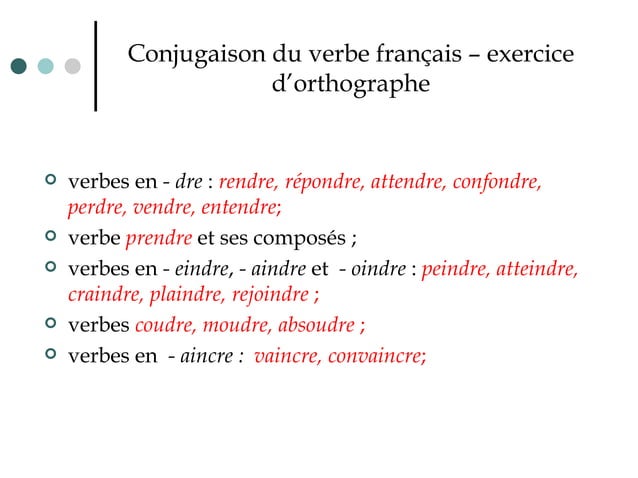 Conjugaison du verbe français – exercice
d’orthographe
verbes en - dre : rendre, répondre, attendre, confondre,
perdre, vendre, entendre;
verbe prendre et ses composés ;
verbes en - eindre, - aindre et - oindre : peindre, atteindre,
craindre, plaindre, rejoindre ;
verbes coudre, moudre, absoudre ;
verbes en - aincre : vaincre, convaincre;